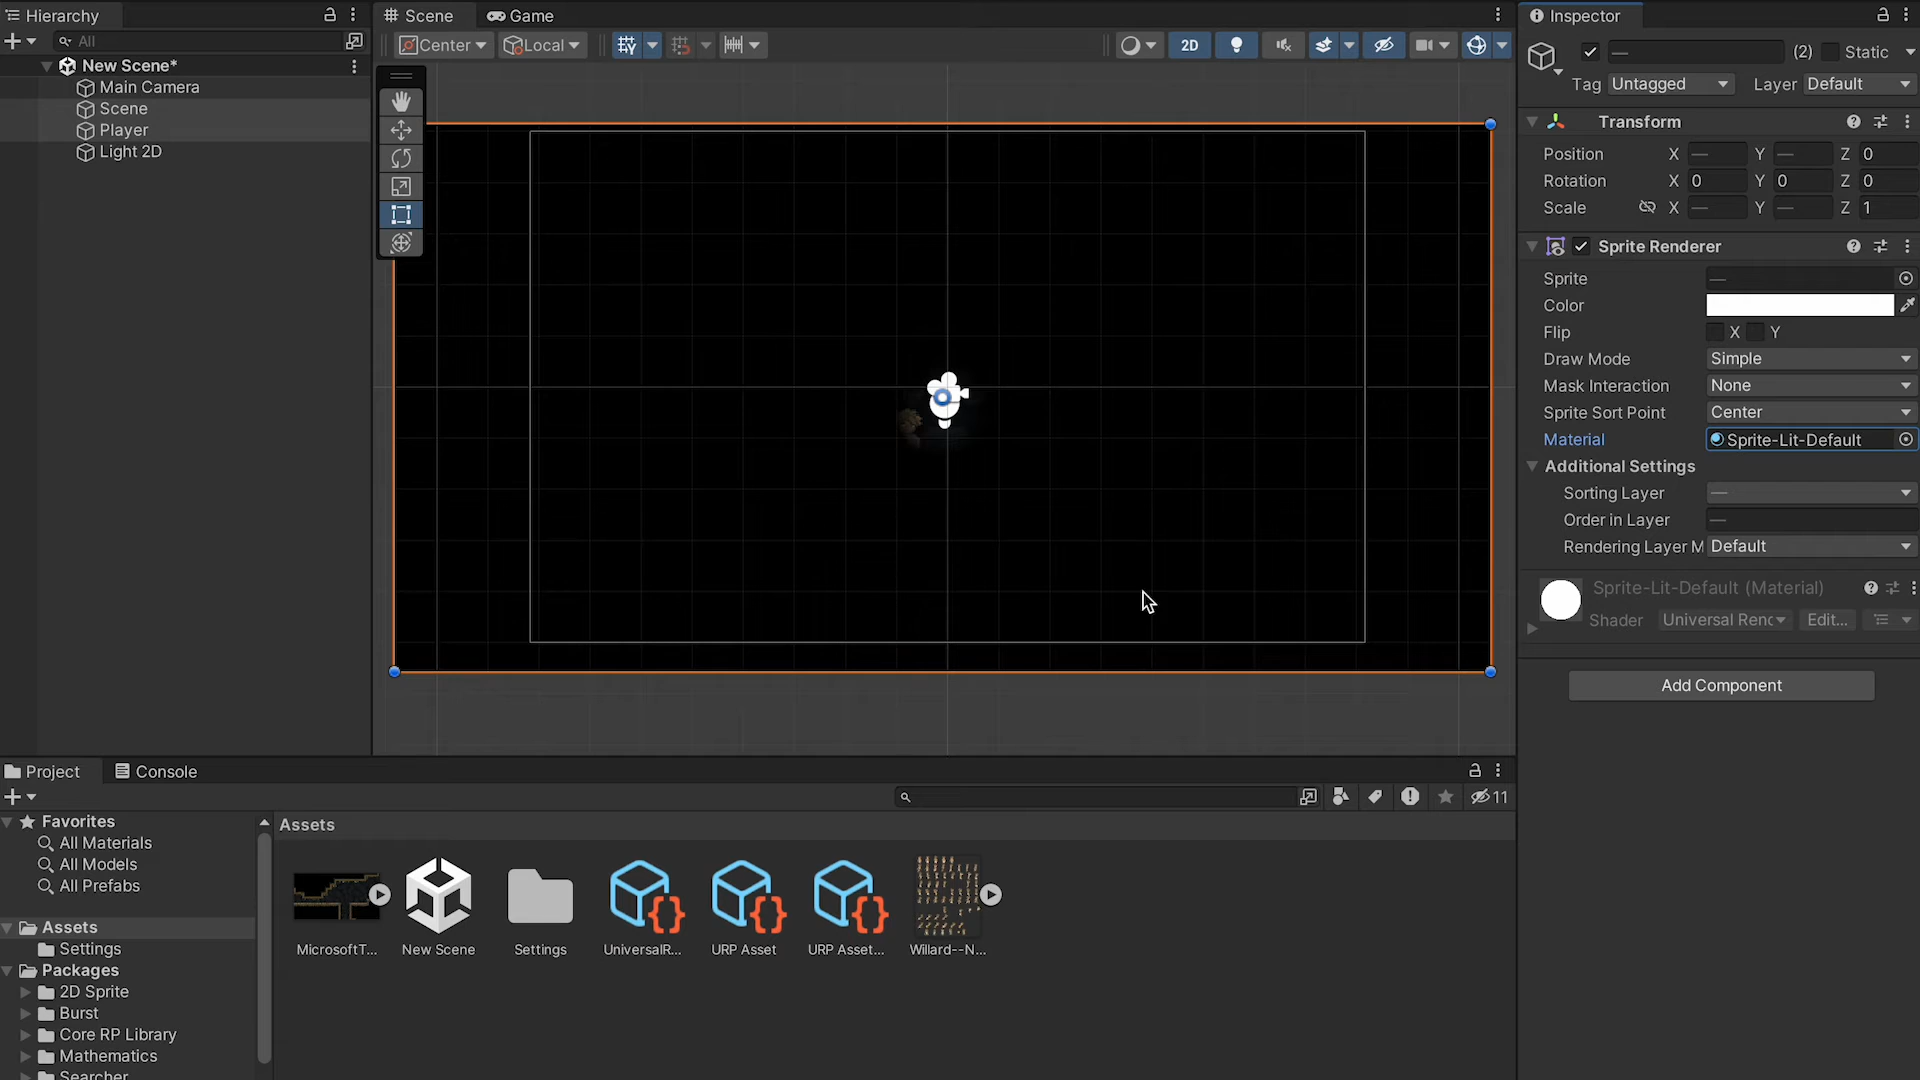 Hierarchy
All
New Scene*
Main Camera
Scene
Player
Light 2D
Scene
Game
Center
Local
2D
Inspector
—
(2)
Static
Tag
Untagged
Layer
Default
Transform
Position X — Y — Z 0
Rotation X 0 Y 0 Z 0
Scale X — Y — Z 1
Sprite Renderer
Sprite —
Color
Flip X Y
Draw Mode Simple
Mask Interaction None
Sprite Sort Point Center
Material Sprite-Lit-Default
Additional Settings
Sorting Layer —
Order in Layer —
Rendering Layer M Default
Sprite-Lit-Default (Material)
Shader Universal Renc Edit...
Add Component
Project
Console
11
Favorites
All Materials
All Models
All Prefabs
Assets
Settings
Packages
2D Sprite
Burst
Core RP Library
Mathematics
Searcher
Assets
MicrosoftT...
New Scene
Settings
UniversalR...
URP Asset
URP Asset...
Willard--N...